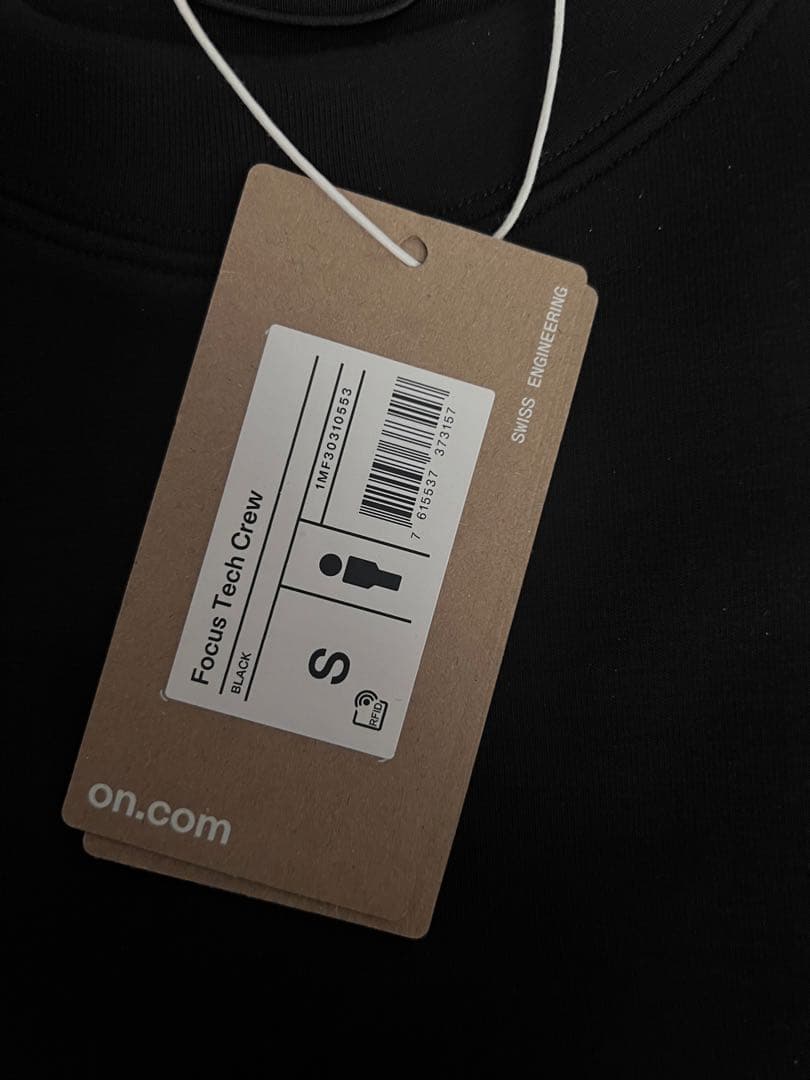 SWISS ENGINEERING
Focus Tech Crew
BLACK
1MF30310553
7 615537 373157
S
RFID
on.com